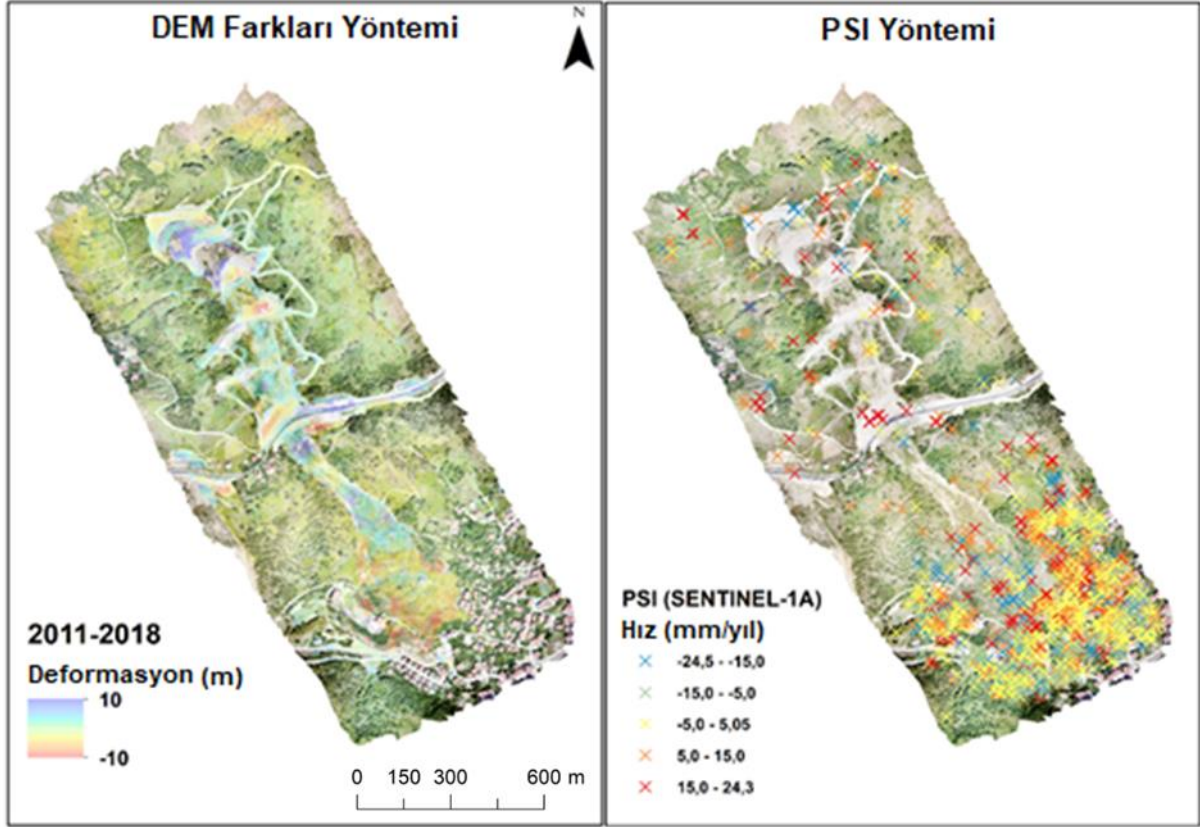 DEM Farkları Yöntemi
N
2011-2018
Deformasyon (m)
10
-10
0 150 300 600 m
PSI Yöntemi
PSI (SENTINEL-1A)
Hız (mm/yıl)
-24,5 - -15,0
-15,0 - -5,0
-5,0 - 5,05
5,0 - 15,0
15,0 - 24,3